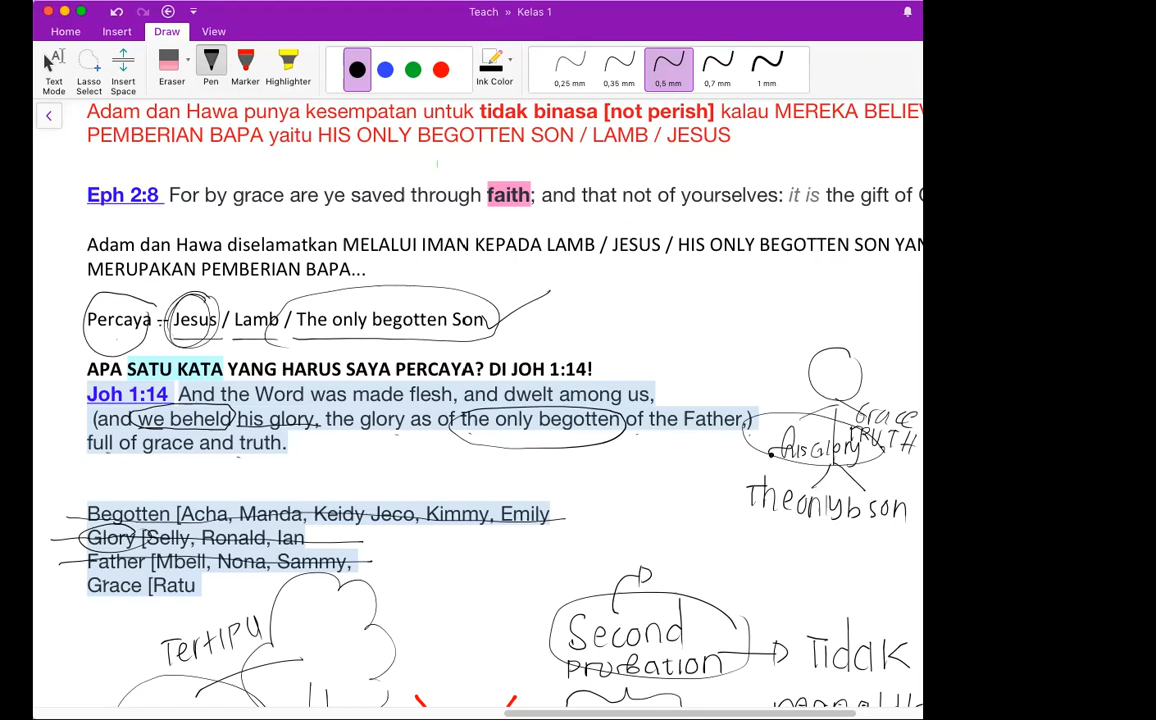 Teach » Kelas 1
Home Insert Draw View
Text Mode Lasso Select Insert Space Eraser Pen Marker Highlighter Ink Color 0,25 mm 0,35 mm 0,5 mm 0,7 mm 1 mm
Adam dan Hawa punya kesempatan untuk tidak binasa [not perish] kalau MEREKA BELIEV
PEMBERIAN BAPA yaitu HIS ONLY BEGOTTEN SON / LAMB / JESUS
Eph 2:8 For by grace are ye saved through faith; and that not of yourselves: it is the gift of
Adam dan Hawa diselamatkan MELALUI IMAN KEPADA LAMB / JESUS / HIS ONLY BEGOTTEN SON YAN
MERUPAKAN PEMBERIAN BAPA...
Percaya -- Jesus / Lamb / The only begotten Son
APA SATU KATA YANG HARUS SAYA PERCAYA? DI JOH 1:14!
Joh 1:14 And the Word was made flesh, and dwelt among us,
(and we beheld his glory, the glory as of the only begotten of the Father,)
full of grace and truth.
Grace
TRUTH
His Glory
The only b son
Begotten [Acha, Manda, Keidy Jeco, Kimmy, Emily
Glory [Selly, Ronald, Ian
Father [Mbell, Nona, Sammy,
Grace [Ratu
Tertipu
Second
probation
Tidak